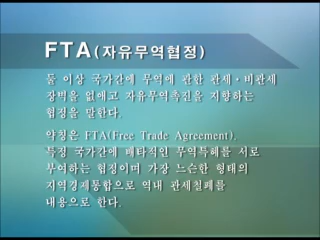 FTA(자유무역협정)
둘 이상 국가간에 무역에 관한 관세·비관세
장벽을 없애고 자유무역촉진을 지향하는
협정을 말한다.
약칭은 FTA(Free Trade Agreement).
특정 국가간에 배타적인 무역특혜를 서로
부여하는 협정이며 가장 느슨한 형태의
지역경제통합으로 역내 관세철폐를
내용으로 한다.